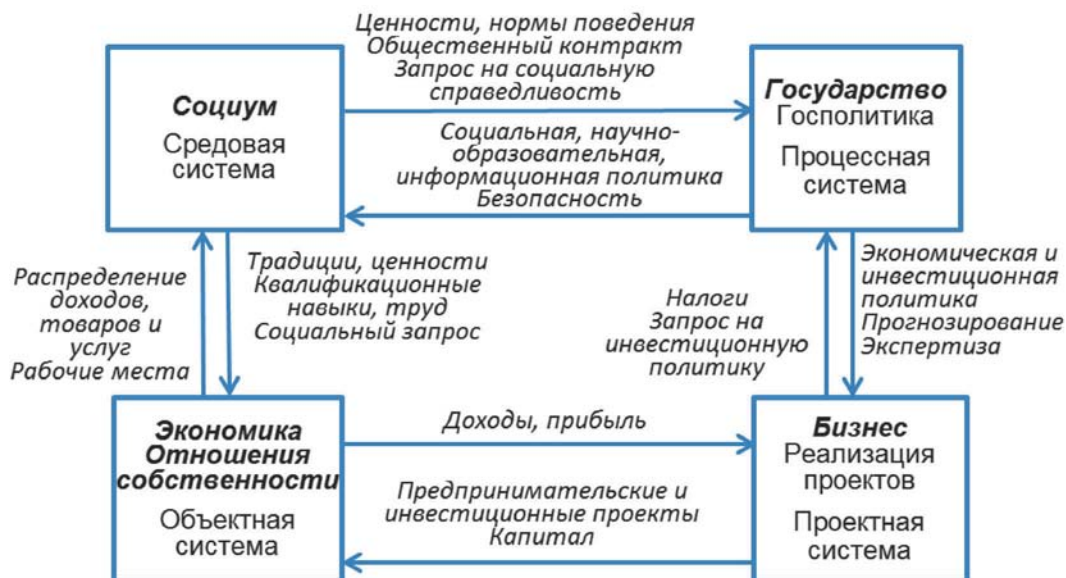 Ценности, нормы поведения
Общественный контракт
Запрос на социальную
справедливость
Социум
Средовая
система
Государство
Госполитика
Процессная
система
Социальная, научно-
образовательная,
информационная политика
Безопасность
Распределение
доходов,
товаров и
услуг
Рабочие места
Традиции, ценности
Квалификационные
навыки, труд
Социальный запрос
Налоги
Запрос на
инвестиционную
политику
Экономическая и
инвестиционная
политика
Прогнозирование
Экспертиза
Экономика
Отношения
собственности
Объектная
система
Доходы, прибыль
Предпринимательские и
инвестиционные проекты
Капитал
Бизнес
Реализация
проектов
Проектная
система